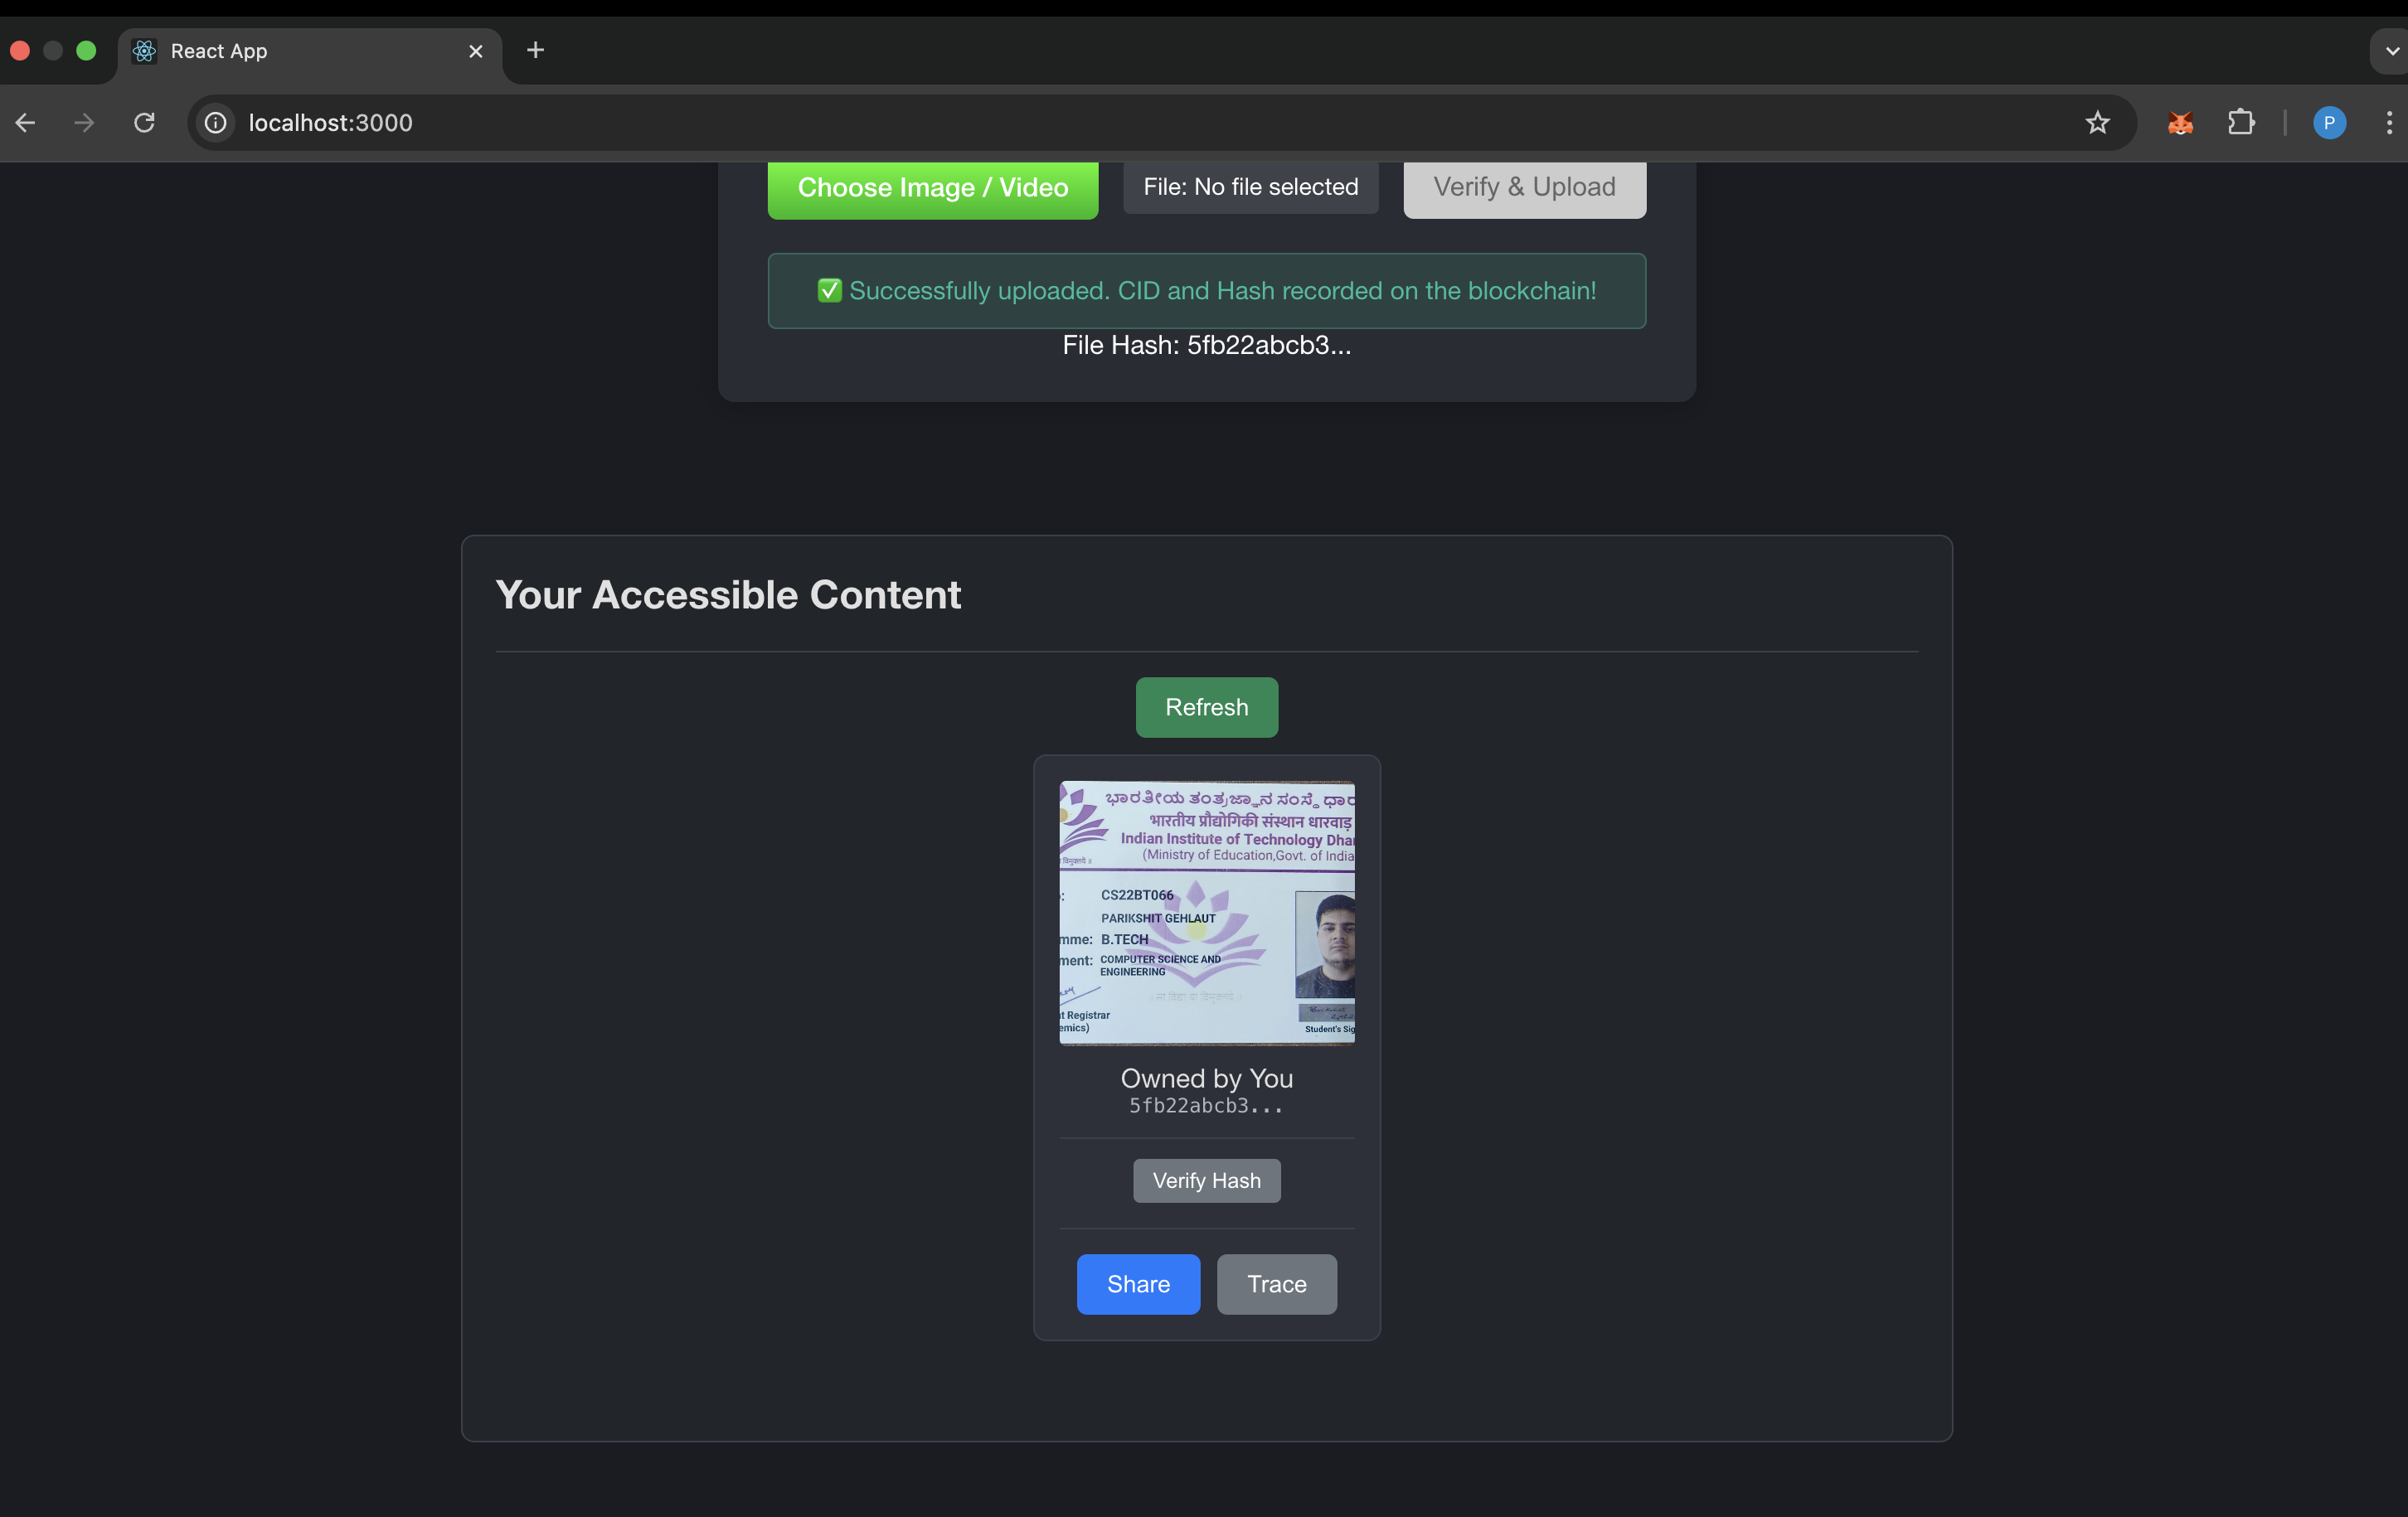 React App
localhost:3000
P
Choose Image / Video
File: No file selected
Verify & Upload
✅ Successfully uploaded. CID and Hash recorded on the blockchain!
File Hash: 5fb22abcb3...
Your Accessible Content
Refresh
ಭಾರತೀಯ ತಂತ್ರಜ್ಞಾನ ಸಂಸ್ಥೆ ಧಾರ
भारतीय प्रौद्योगिकी संस्थान धारवाड़
Indian Institute of Technology Dhar
(Ministry of Education,Govt. of India
CS22BT066
PARIKSHIT GEHLAUT
mme: B.TECH
ment: COMPUTER SCIENCE AND
ENGINEERING
t Registrar
emics)
Student's Sig
Owned by You
5fb22abcb3...
Verify Hash
Share
Trace